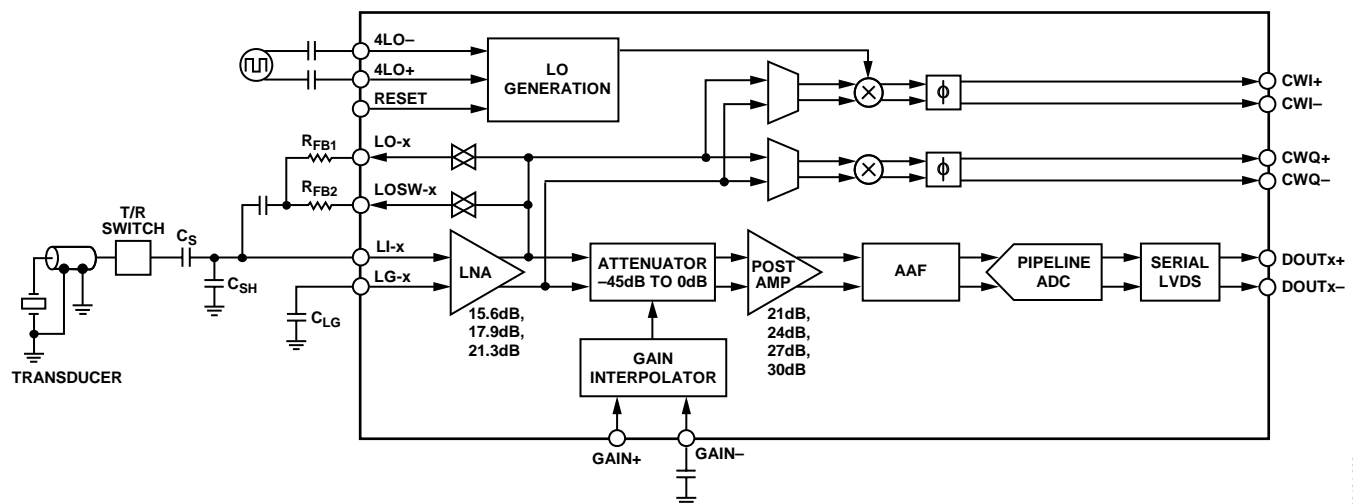 4LO–
4LO+
RESET
LO
GENERATION
ϕ
CWI+
CWI–
RFB1
LO-x
RFB2
LOSW-x
ϕ
CWQ+
CWQ–
T/R
SWITCH
CS
CSH
LI-x
LG-x
CLG
LNA
15.6dB,
17.9dB,
21.3dB
ATTENUATOR
–45dB TO 0dB
POST
AMP
21dB,
24dB,
27dB,
30dB
AAF
PIPELINE
ADC
SERIAL
LVDS
DOUTx+
DOUTx–
GAIN
INTERPOLATOR
TRANSDUCER
GAIN+
GAIN–